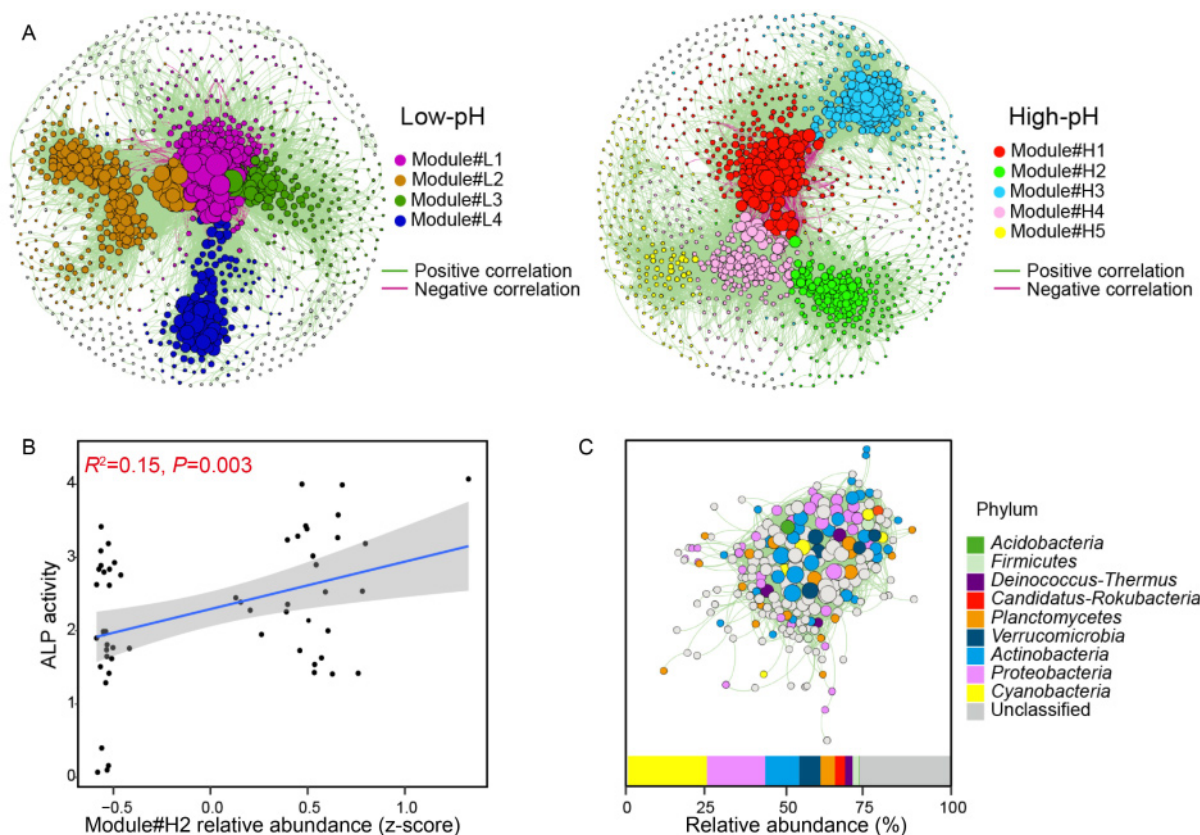 A
Low-pH
Module#L1
Module#L2
Module#L3
Module#L4
Positive correlation
Negative correlation
High-pH
Module#H1
Module#H2
Module#H3
Module#H4
Module#H5
Positive correlation
Negative correlation
B
R²=0.15, P=0.003
ALP activity
4
3
2
1
0
−0.5 0.0 0.5 1.0
Module#H2 relative abundance (z-score)
C
Phylum
Acidobacteria
Firmicutes
Deinococcus-Thermus
Candidatus-Rokubacteria
Planctomycetes
Verrucomicrobia
Actinobacteria
Proteobacteria
Cyanobacteria
Unclassified
0 25 50 75 100
Relative abundance (%)